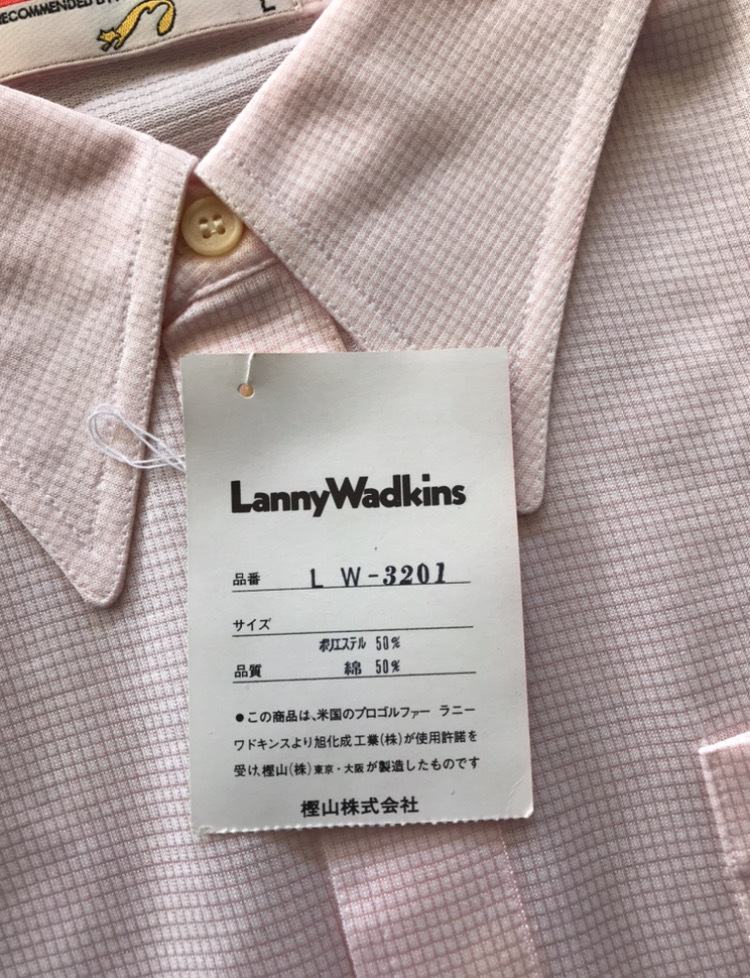 RECOMMENDED BY
L
LannyWadkins
品番 LW-3201
サイズ
ポリエステル 50%
品質 綿 50%
●この商品は、米国のプロゴルファー ラニー
ワドキンスより旭化成工業(株)が使用許諾を
受け、樫山(株)東京・大阪が製造したものです
樫山株式会社